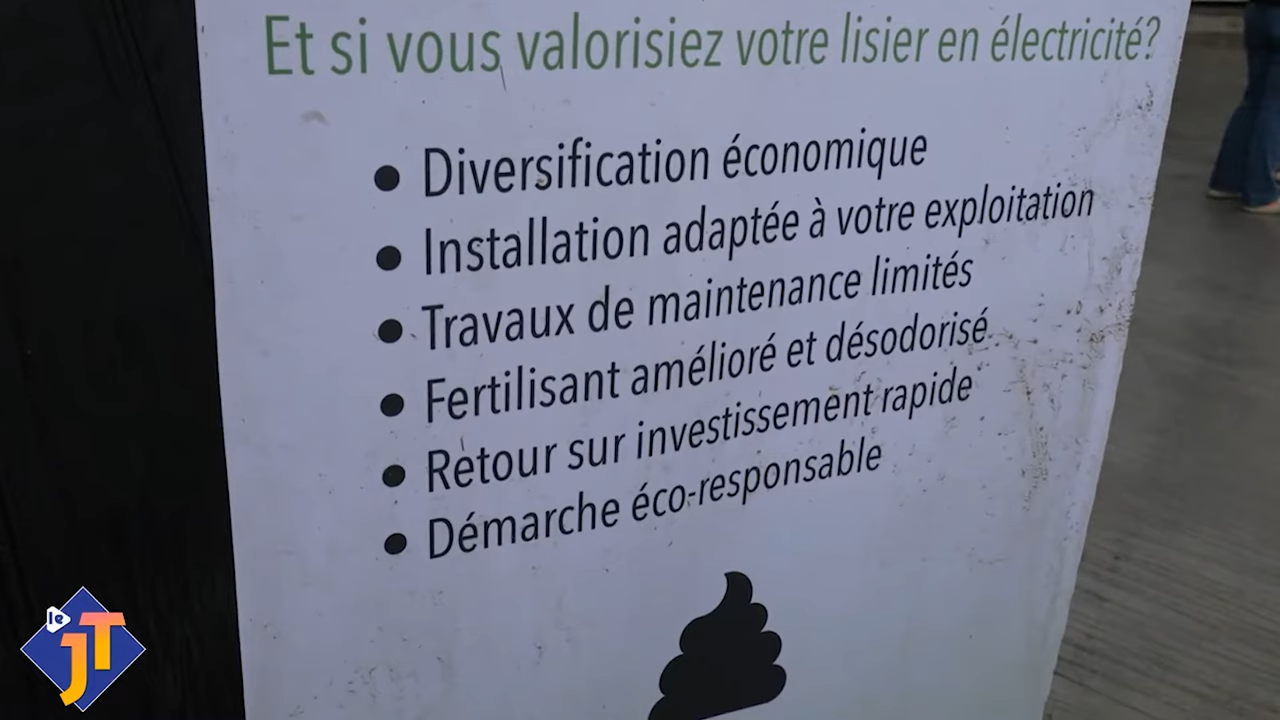 Et si vous valorisiez votre lisier en électricité?
• Diversification économique
• Installation adaptée à votre exploitation
• Travaux de maintenance limités
• Fertilisant amélioré et désodorisé
• Retour sur investissement rapide
• Démarche éco-responsable
le
JT